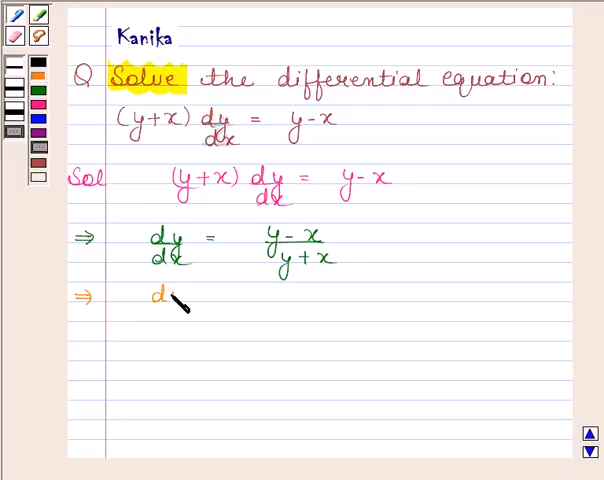 Kanika
Q Solve the differential equation:
(y+x) dy/dx = y-x
Sol (y+x) dy/dx = y-x
⇒ dy/dx = y-x/y+x
⇒ d